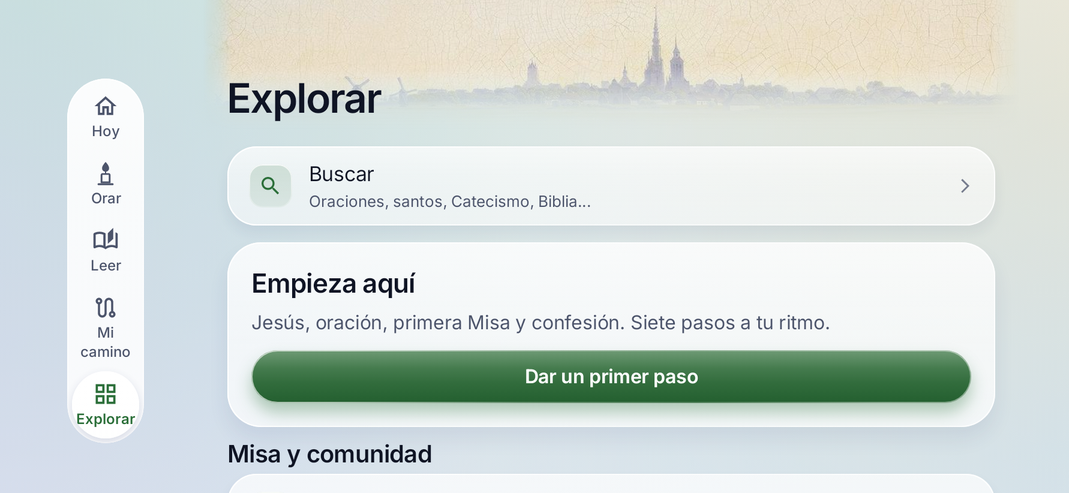 Explorar
Hoy
Orar
Leer
Mi
camino
Explorar
Buscar
Oraciones, santos, Catecismo, Biblia...
Empieza aquí
Jesús, oración, primera Misa y confesión. Siete pasos a tu ritmo.
Dar un primer paso
Misa y comunidad